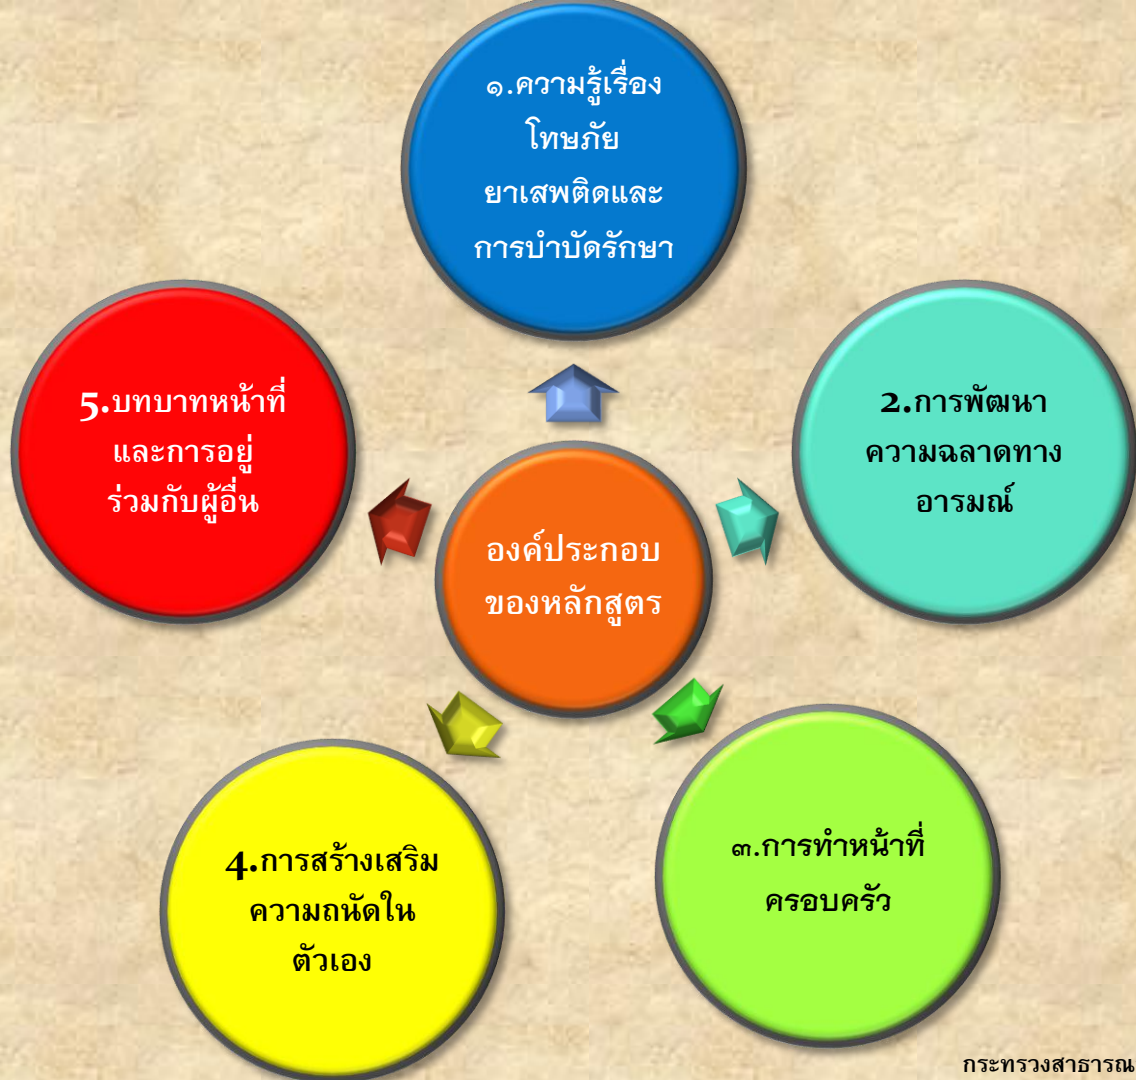 ๑.ความรู้เรื่อง
โทษภัย
ยาเสพติดและ
การบำบัดรักษา
2.การพัฒนา
ความฉลาดทาง
อารมณ์
๓.การทำหน้าที่
ครอบครัว
4.การสร้างเสริม
ความถนัดใน
ตัวเอง
5.บทบาทหน้าที่
และการอยู่
ร่วมกับผู้อื่น
องค์ประกอบ
ของหลักสูตร
กระทรวงสาธารณ